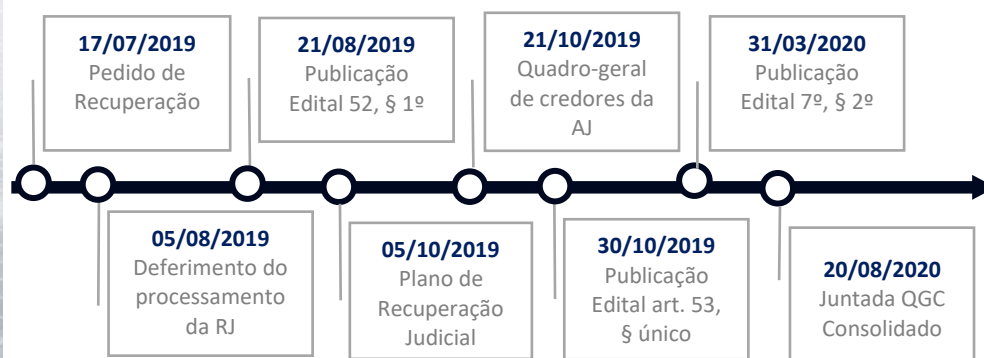 17/07/2019
Pedido de
Recuperação
21/08/2019
Publicação
Edital 52, § 1º
21/10/2019
Quadro-geral
de credores da
AJ
31/03/2020
Publicação
Edital 7º, § 2º
05/08/2019
Deferimento do
processamento
da RJ
05/10/2019
Plano de
Recuperação
Judicial
30/10/2019
Publicação
Edital art. 53,
§ único
20/08/2020
Juntada QGC
Consolidado